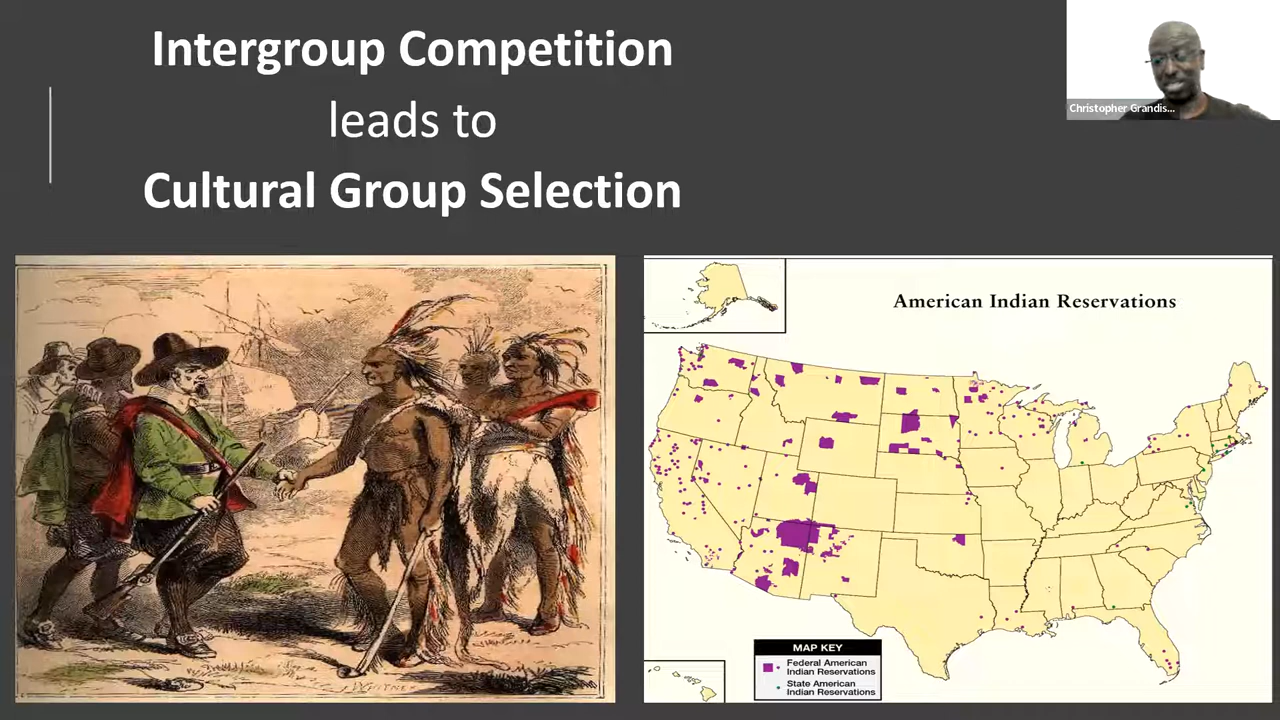 Intergroup Competition
leads to
Cultural Group Selection
Christopher Grandis...
American Indian Reservations
MAP KEY
Federal American
Indian Reservations
State American
Indian Reservations